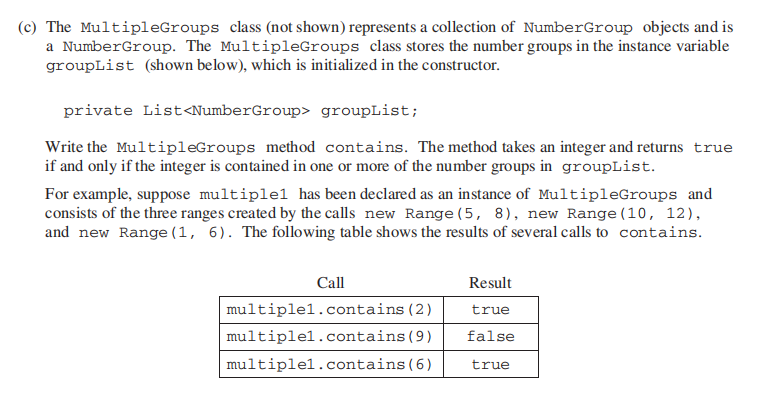 (c) The MultipleGroups class (not shown) represents a collection of NumberGroup objects and is
a NumberGroup. The MultipleGroups class stores the number groups in the instance variable
groupList (shown below), which is initialized in the constructor.
private List<NumberGroup> groupList;
Write the MultipleGroups method contains. The method takes an integer and returns true
if and only if the integer is contained in one or more of the number groups in groupList.
For example, suppose multiple1 has been declared as an instance of MultipleGroups and
consists of the three ranges created by the calls new Range(5, 8), new Range(10, 12),
and new Range(1, 6). The following table shows the results of several calls to contains.
Call Result
multiple1.contains(2) true
multiple1.contains(9) false
multiple1.contains(6) true